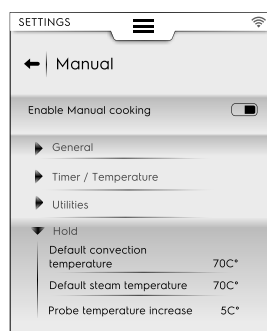 SETTINGS
Manual
Enable Manual cooking
General
Timer / Temperature
Utilities
Hold
Default convection
temperature 70C°
Default steam temperature 70C°
Probe temperature increase 5C°